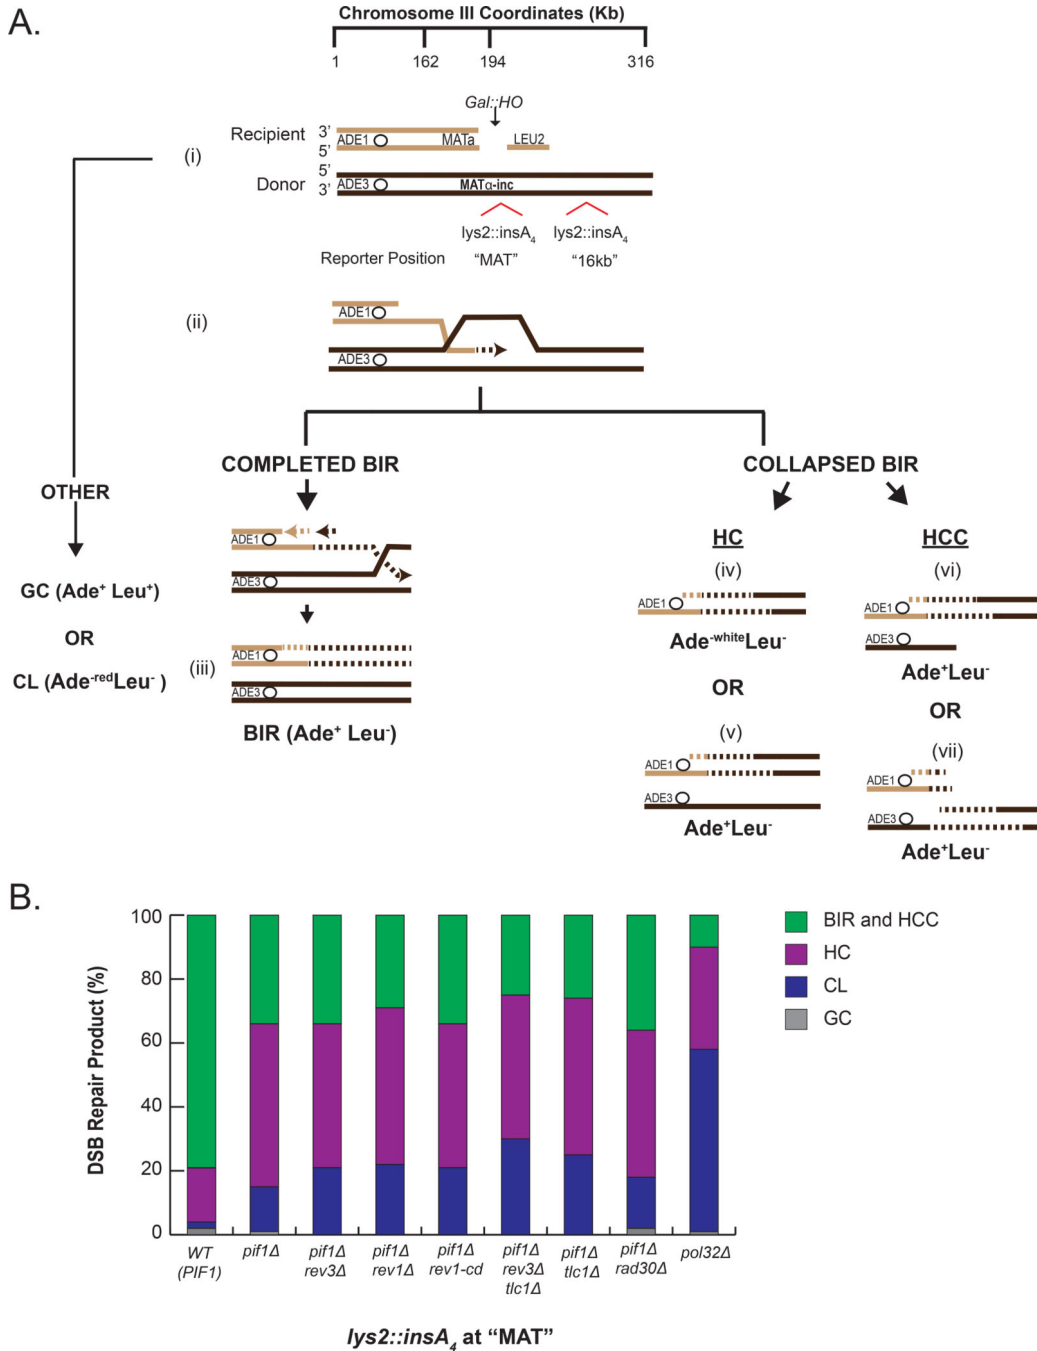 A.
Chromosome III Coordinates (Kb)
1 162 194 316
Gal::HO
Recipient 3' ADE1 MATa LEU2
(i) 5'
5'
Donor ADE3 MATα-inc
3'
lys2::insA4 lys2::insA4
Reporter Position "MAT" "16kb"
(ii) ADE1
ADE3
COMPLETED BIR COLLAPSED BIR
OTHER
HC HCC
(iv) (vi)
ADE1
ADE3
GC (Ade+ Leu+)
OR
CL (Ade-redLeu-)
(iii) ADE1
ADE3
BIR (Ade+ Leu-)
ADE1
Ade-whiteLeu-
OR
(v)
ADE1
ADE3
Ade+Leu-
ADE1
ADE3
Ade+Leu-
OR
(vii)
ADE1
ADE3
Ade+Leu-
B.
DSB Repair Product (%)
100
80
60
40
20
0
WT (PIF1)
pif1Δ
pif1Δ rev3Δ
pif1Δ rev1Δ
pif1Δ rev1-cd
pif1Δ rev3Δ tlc1Δ
pif1Δ tlc1Δ
pif1Δ rad30Δ
pol32Δ
BIR and HCC
HC
CL
GC
lys2::insA4 at "MAT"